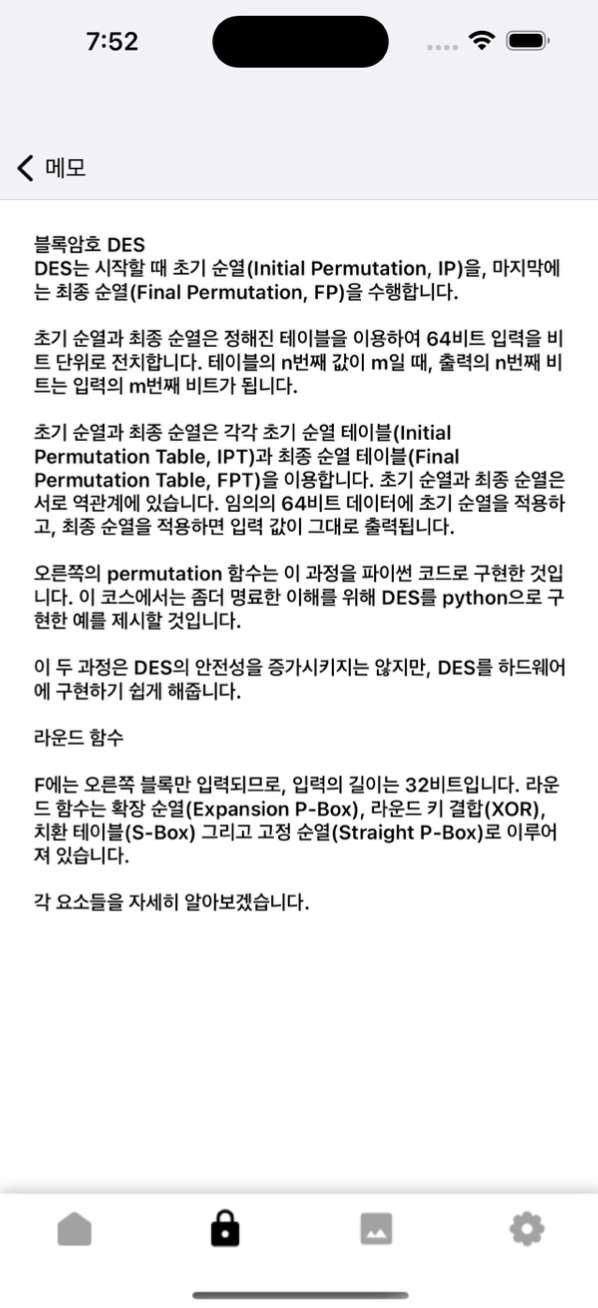 7:52
메모
블록암호 DES
DES는 시작할 때 초기 순열(Initial Permutation, IP)을, 마지막에
는 최종 순열(Final Permutation, FP)을 수행합니다.
초기 순열과 최종 순열은 정해진 테이블을 이용하여 64비트 입력을 비
트 단위로 전치합니다. 테이블의 n번째 값이 m일 때, 출력의 n번째 비
트는 입력의 m번째 비트가 됩니다.
초기 순열과 최종 순열은 각각 초기 순열 테이블(Initial
Permutation Table, IPT)과 최종 순열 테이블(Final
Permutation Table, FPT)을 이용합니다. 초기 순열과 최종 순열은
서로 역관계에 있습니다. 임의의 64비트 데이터에 초기 순열을 적용하
고, 최종 순열을 적용하면 입력 값이 그대로 출력됩니다.
오른쪽의 permutation 함수는 이 과정을 파이썬 코드로 구현한 것입
니다. 이 코스에서는 좀더 명료한 이해를 위해 DES를 python으로 구
현한 예를 제시할 것입니다.
이 두 과정은 DES의 안전성을 증가시키지는 않지만, DES를 하드웨어
에 구현하기 쉽게 해줍니다.
라운드 함수
F에는 오른쪽 블록만 입력되므로, 입력의 길이는 32비트입니다. 라운
드 함수는 확장 순열(Expansion P-Box), 라운드 키 결합(XOR),
치환 테이블(S-Box) 그리고 고정 순열(Straight P-Box)로 이루어
져 있습니다.
각 요소들을 자세히 알아보겠습니다.